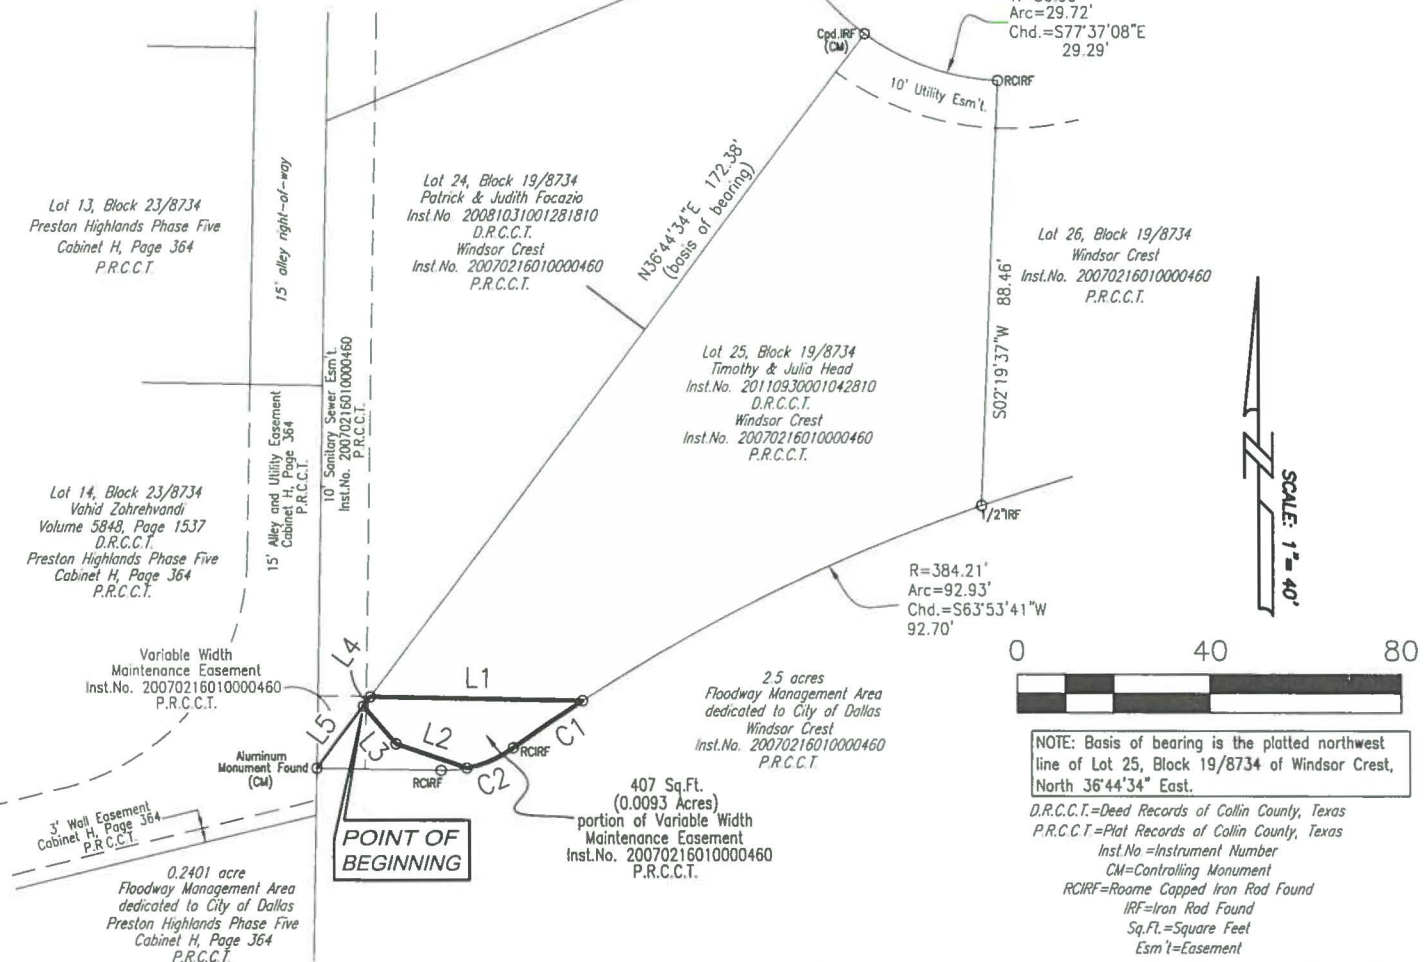 Arc=29.72'
Chd.=S77°37'08"E
29.29'
Cpd.IRF
(CM)
RCIRF
10' Utility Esm't.
15' alley right-of-way
Lot 24, Block 19/8734
Patrick & Judith Focazio
Inst.No. 20081031001281810
D.R.C.C.T.
Windsor Crest
Inst.No. 20070216010000460
P.R.C.C.T.
N36°44'34"E 172.38'
(basis of bearing)
Lot 13, Block 23/8734
Preston Highlands Phase Five
Cabinet H, Page 364
P.R.C.C.T.
Lot 26, Block 19/8734
Windsor Crest
Inst.No. 20070216010000460
P.R.C.C.T.
S02°19'37"W 88.46'
Lot 25, Block 19/8734
Timothy & Julia Head
Inst.No. 20110930001042810
D.R.C.C.T.
Windsor Crest
Inst.No. 20070216010000460
P.R.C.C.T.
10' Sanitary Sewer Esm't.
Inst.No. 20070216010000460
P.R.C.C.T.
15' Alley and Utility Easement
Cabinet H, Page 364
P.R.C.C.T.
Lot 14, Block 23/8734
Vahid Zohrehvandi
Volume 5848, Page 1537
D.R.C.C.T.
Preston Highlands Phase Five
Cabinet H, Page 364
P.R.C.C.T.
1/2"IRF
SCALE: 1"= 40'
R=384.21'
Arc=92.93'
Chd.=S63°53'41"W
92.70'
Variable Width
Maintenance Easement
Inst.No. 20070216010000460
P.R.C.C.T.
L4
L1
L5
L3
L2
C1
C2
RCIRF
RCIRF
Aluminum
Monument Found
(CM)
2.5 acres
Floodway Management Area
dedicated to City of Dallas
Windsor Crest
Inst.No. 20070216010000460
P.R.C.C.T.
0 40 80
NOTE: Basis of bearing is the platted northwest
line of Lot 25, Block 19/8734 of Windsor Crest,
North 36°44'34" East.
D.R.C.C.T.=Deed Records of Collin County, Texas
P.R.C.C.T.=Plat Records of Collin County, Texas
Inst.No.=Instrument Number
CM=Controlling Monument
RCIRF=Roome Capped Iron Rod Found
IRF=Iron Rod Found
Sq.Ft.=Square Feet
Esm't=Easement
407 Sq.Ft.
(0.0093 Acres)
portion of Variable Width
Maintenance Easement
Inst.No. 20070216010000460
P.R.C.C.T.
POINT OF
BEGINNING
3' Wall Easement
Cabinet H, Page 364
P.R.C.C.T.
0.2401 acre
Floodway Management Area
dedicated to City of Dallas
Preston Highlands Phase Five
Cabinet H, Page 364
P.R.C.C.T.